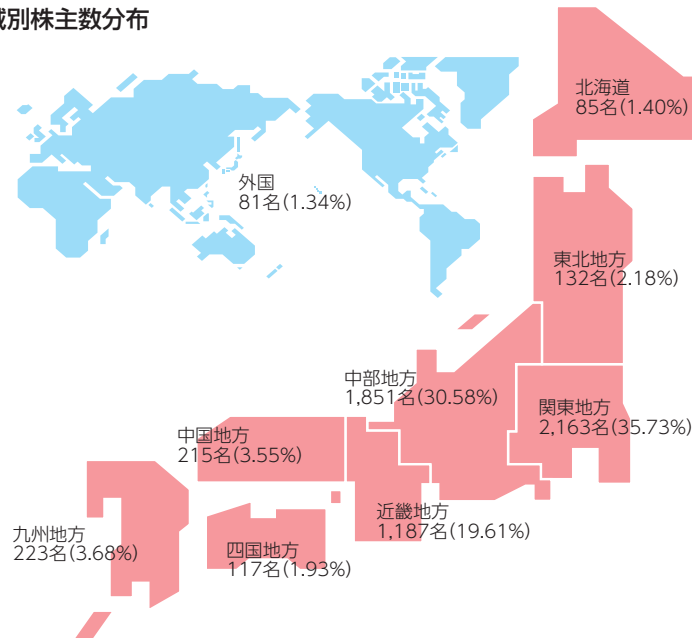 域別株主数分布
北海道
85名(1.40%)
外国
81名(1.34%)
東北地方
132名(2.18%)
中部地方
1,851名(30.58%)
関東地方
2,163名(35.73%)
中国地方
215名(3.55%)
近畿地方
1,187名(19.61%)
九州地方
223名(3.68%)
四国地方
117名(1.93%)